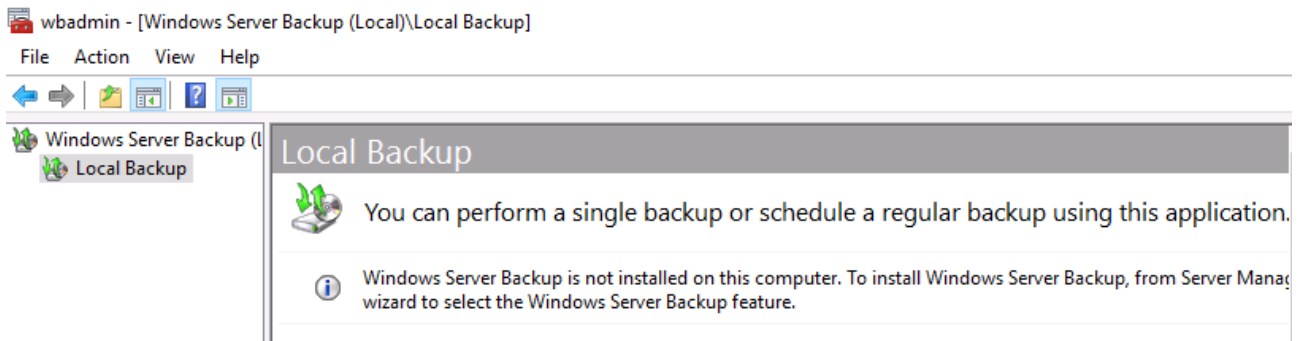 wbadmin - [Windows Server Backup (Local)\Local Backup]
File Action View Help
Windows Server Backup (L
Local Backup
Local Backup
You can perform a single backup or schedule a regular backup using this application.
Windows Server Backup is not installed on this computer. To install Windows Server Backup, from Server Manag
wizard to select the Windows Server Backup feature.